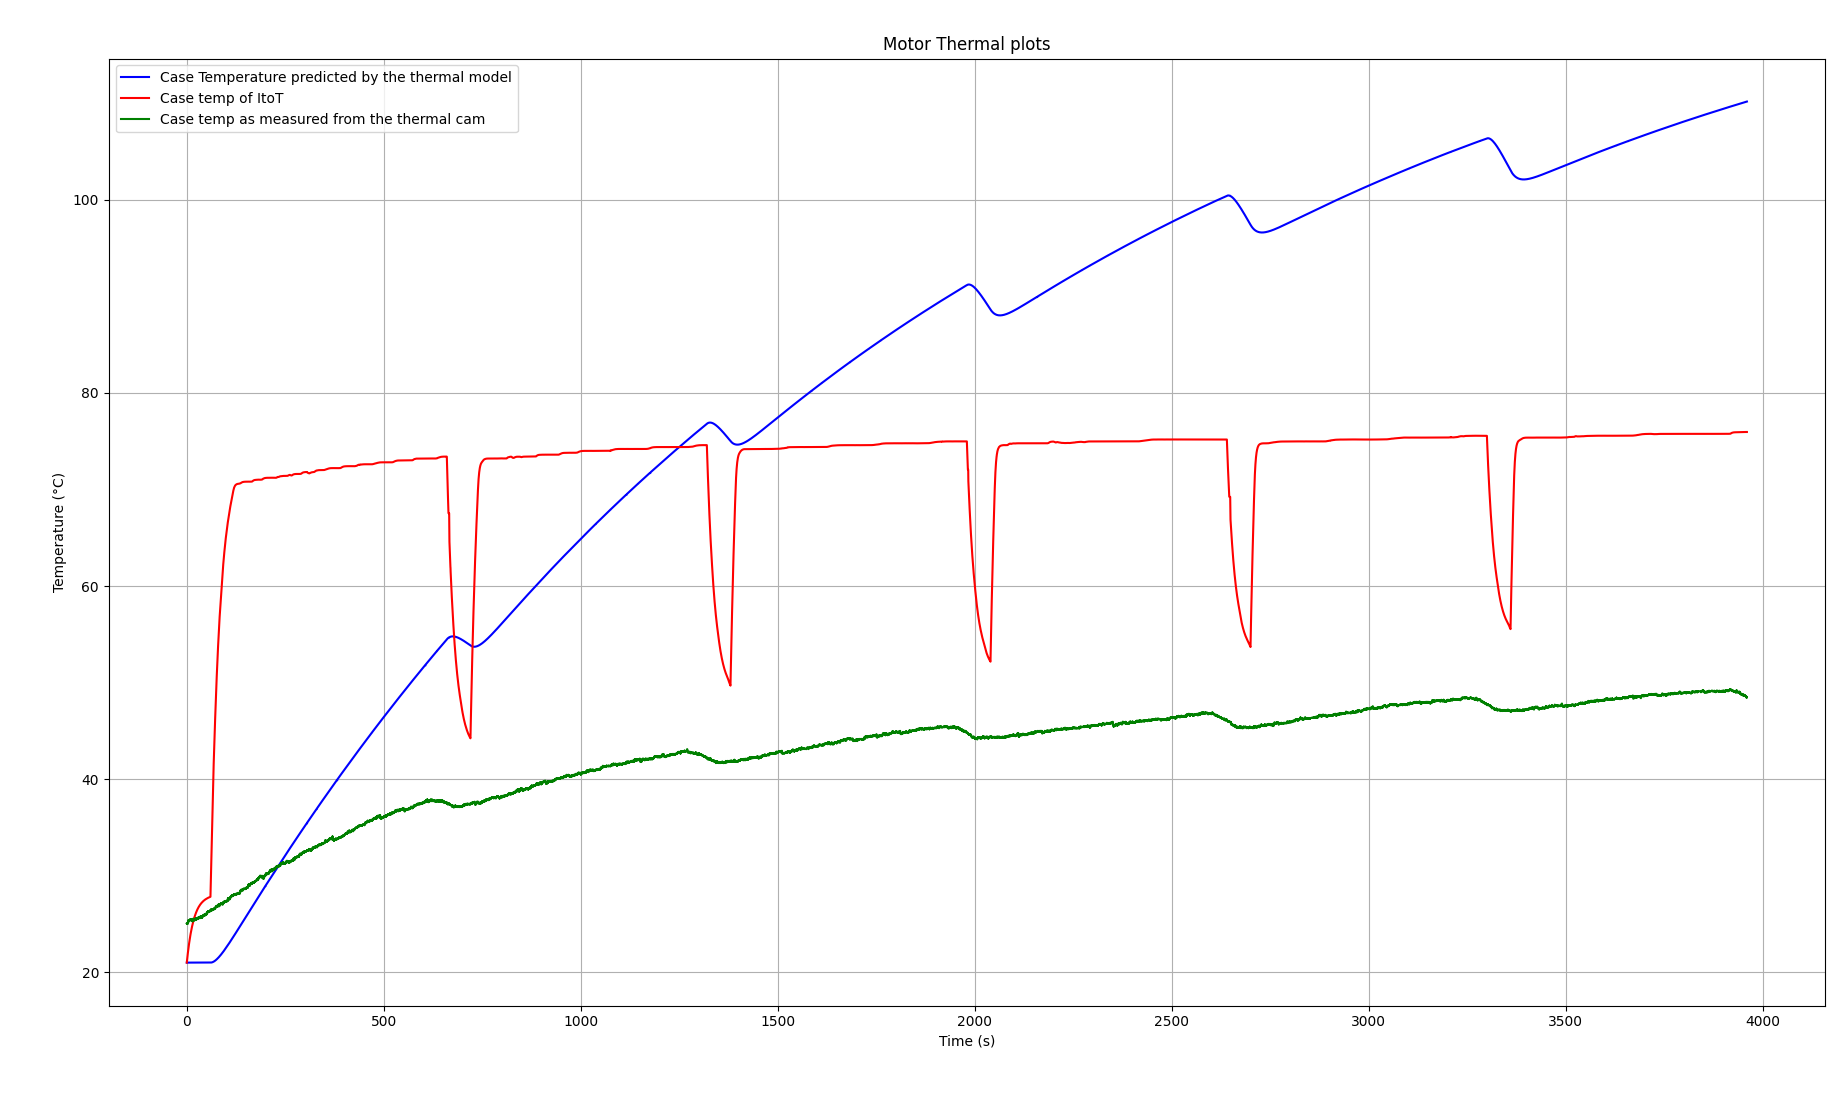 Motor Thermal plots
Case Temperature predicted by the thermal model
Case temp of ItoT
Case temp as measured from the thermal cam
Temperature (°C)
100
80
60
40
20
0 500 1000 1500 2000 2500 3000 3500 4000
Time (s)